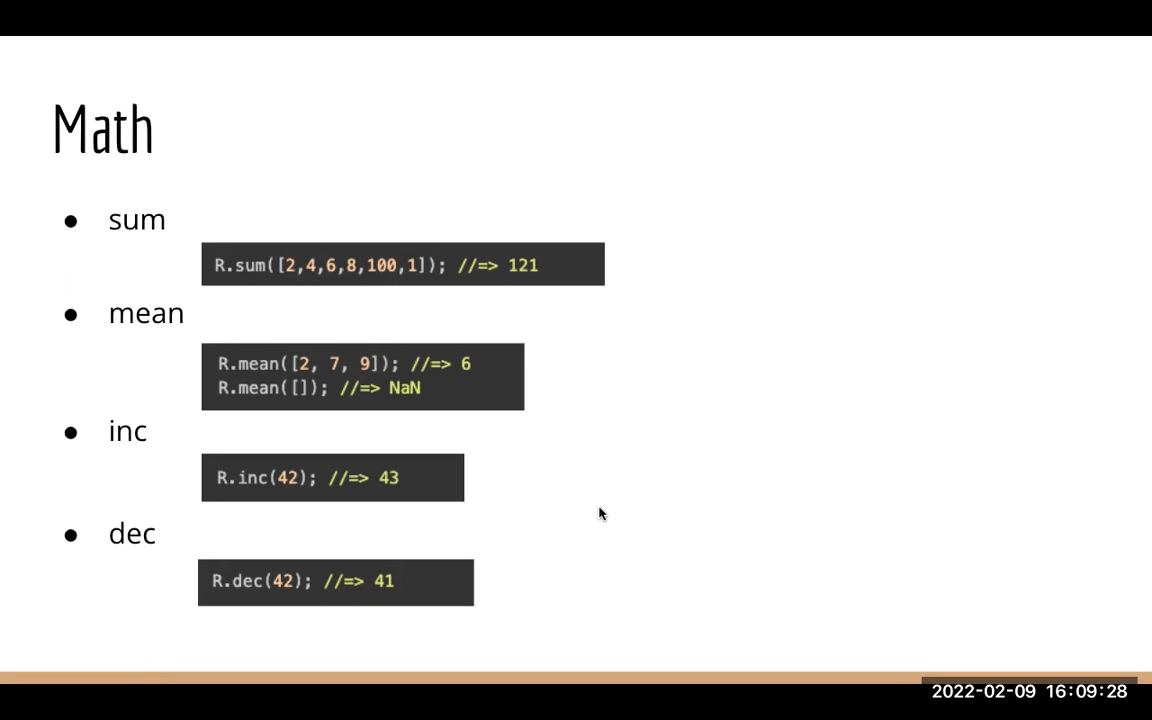 Math
● sum
R.sum([2,4,6,8,100,1]); //=> 121
● mean
R.mean([2, 7, 9]); //=> 6
R.mean([]); //=> NaN
● inc
R.inc(42); //=> 43
● dec
R.dec(42); //=> 41
2022-02-09 16:09:28